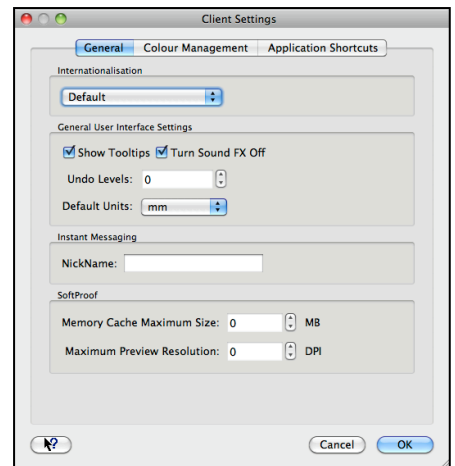 Client Settings
General Colour Management Application Shortcuts
Internationalisation
Default
General User Interface Settings
Show Tooltips Turn Sound FX Off
Undo Levels: 0
Default Units: mm
Instant Messaging
NickName:
SoftProof
Memory Cache Maximum Size: 0 MB
Maximum Preview Resolution: 0 DPI
? Cancel OK